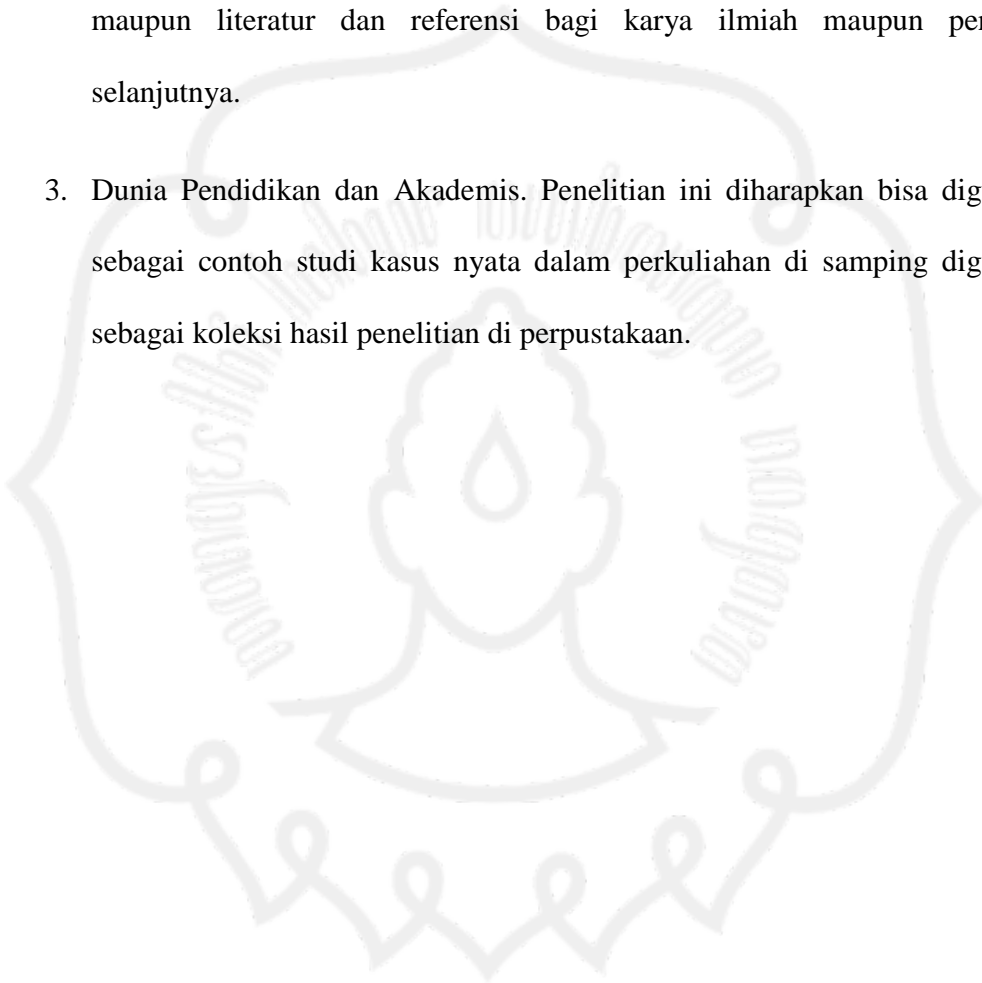 maupun literatur dan referensi bagi karya ilmiah maupun
selanjutnya.
3. Dunia Pendidikan dan Akademis. Penelitian ini diharapkan bisa
sebagai contoh studi kasus nyata dalam perkuliahan di samping
sebagai koleksi hasil penelitian di perpustakaan.